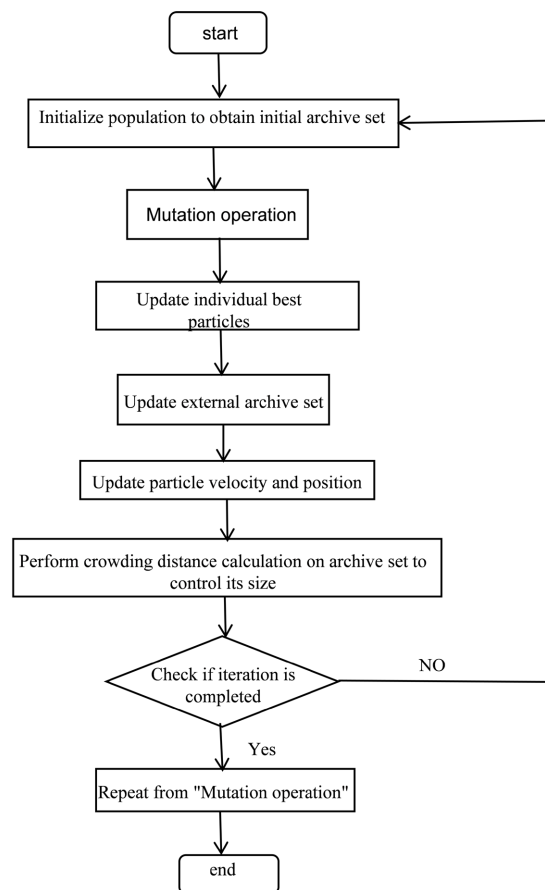 start
Initialize population to obtain initial archive set
Mutation operation
Update individual best
particles
Update external archive set
Update particle velocity and position
Perform crowding distance calculation on archive set to
control its size
Check if iteration is
completed
NO
Yes
Repeat from "Mutation operation"
end